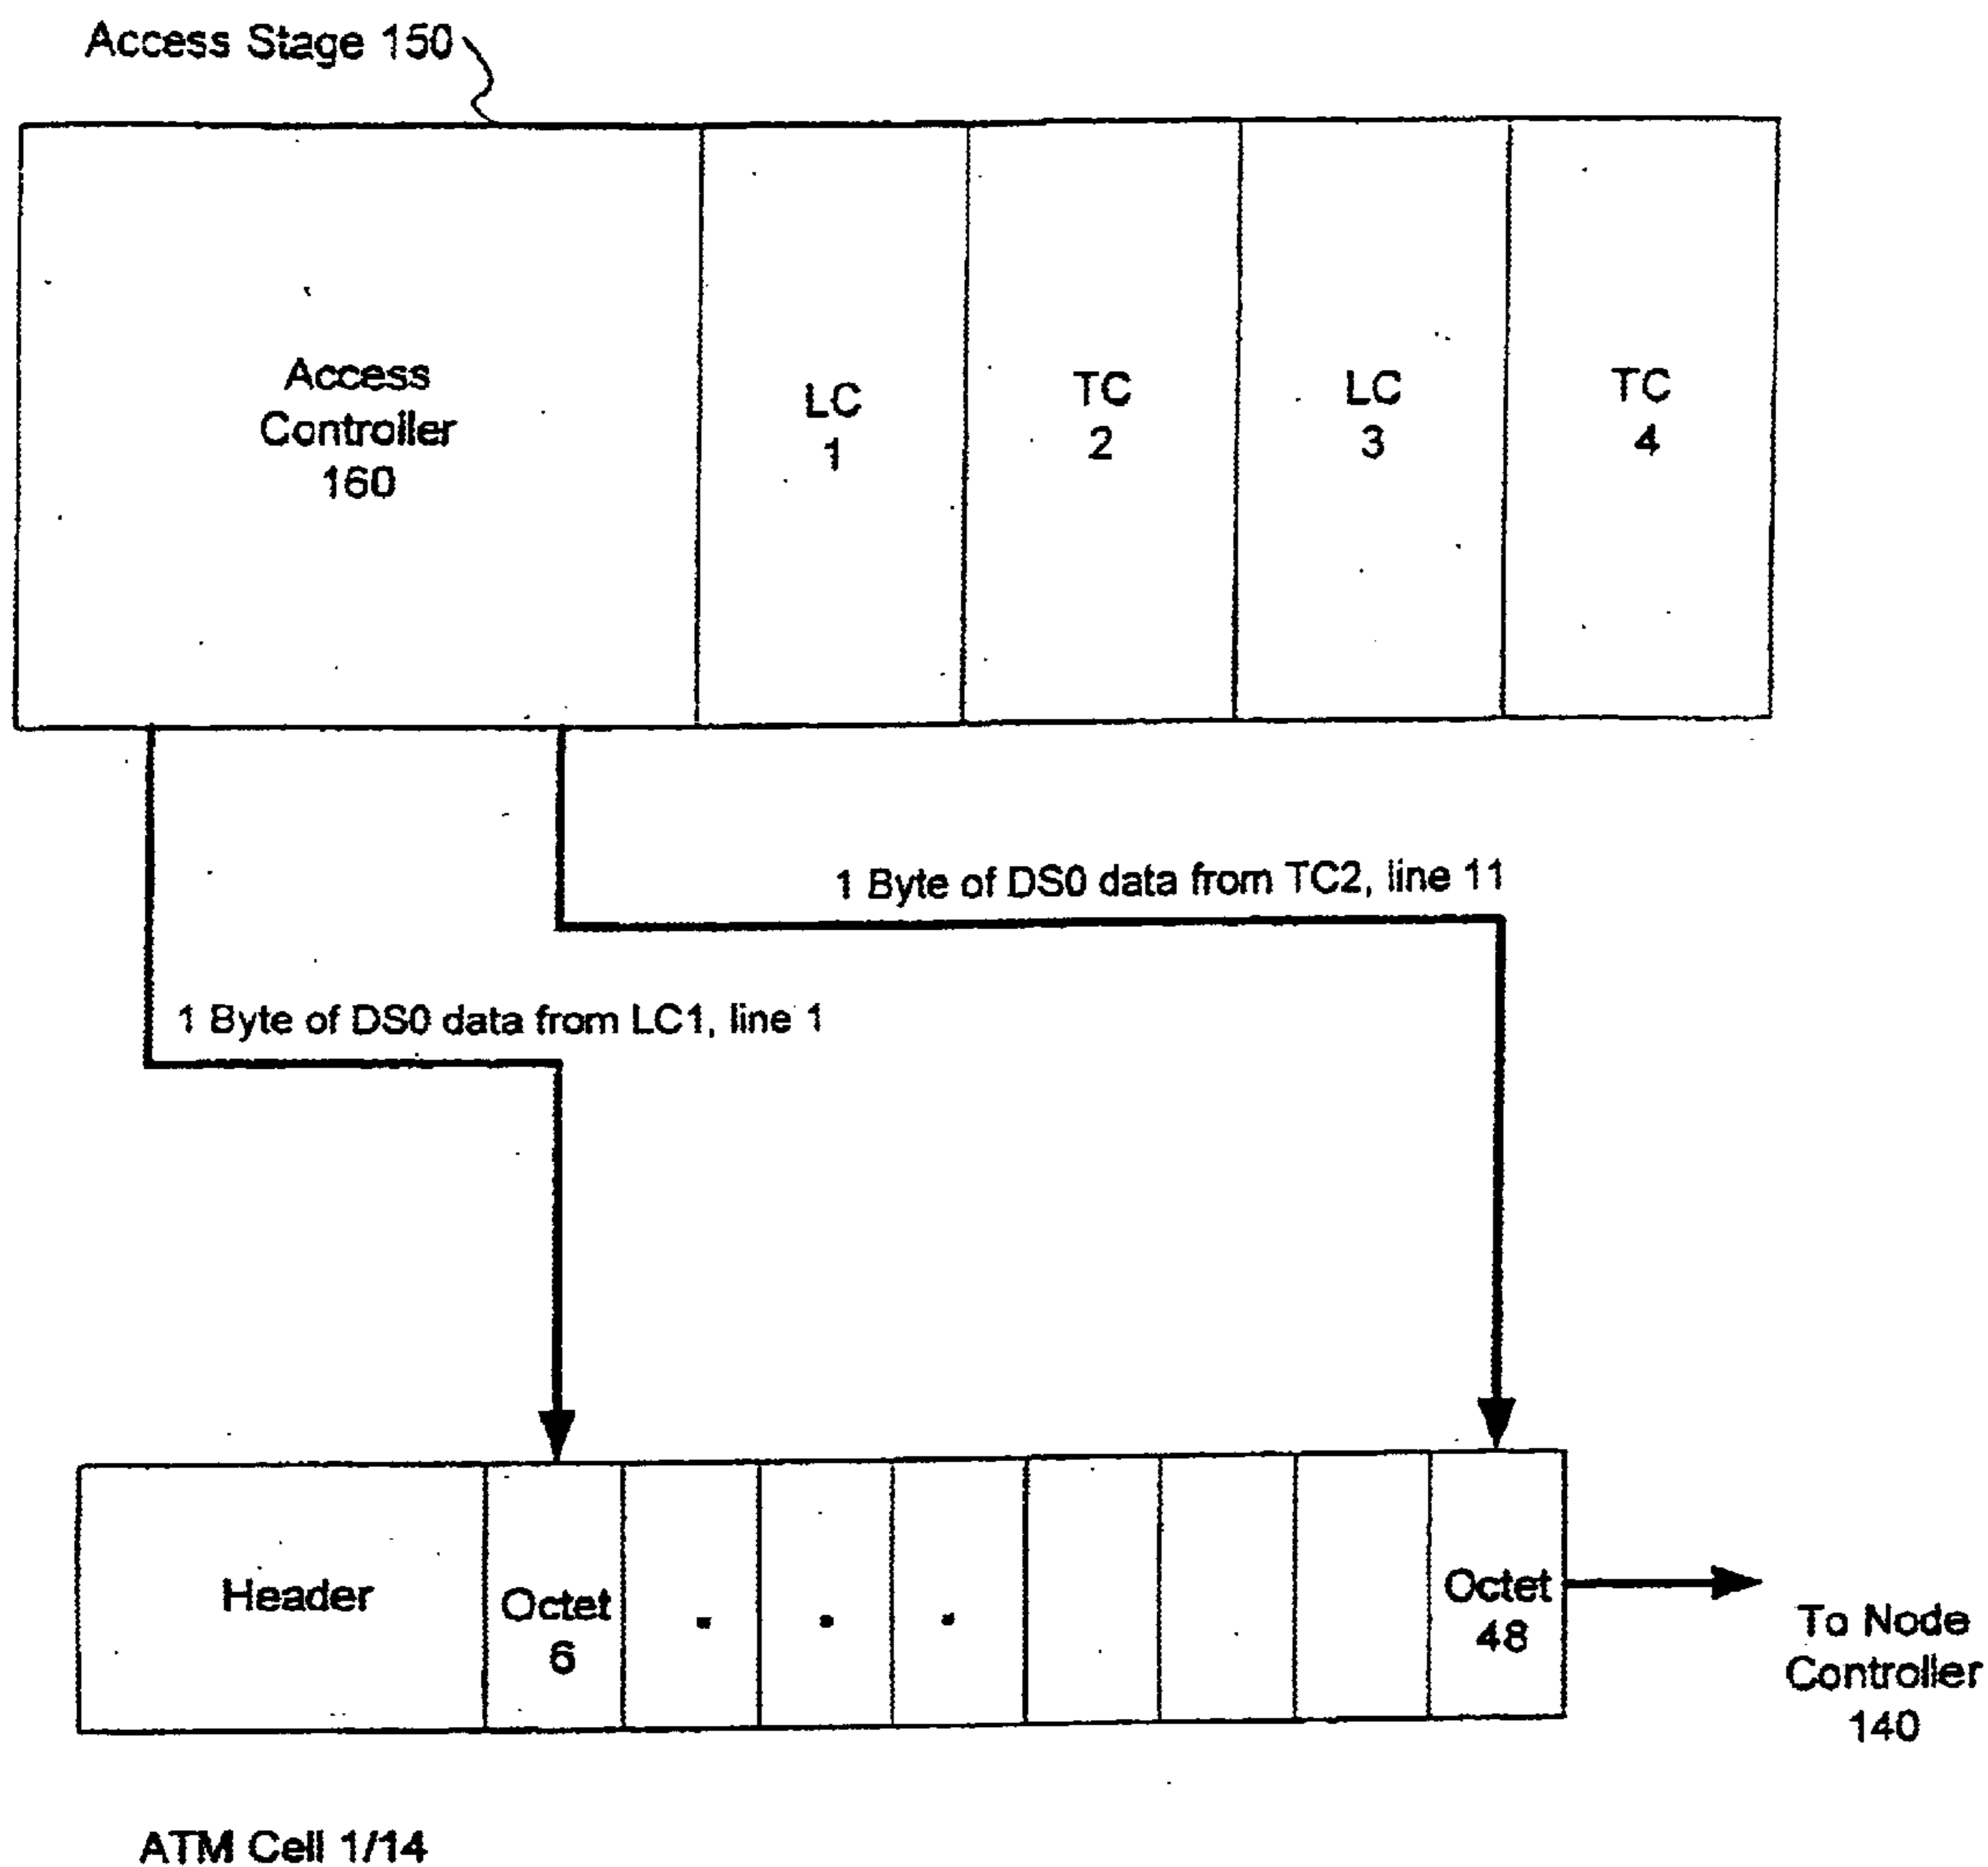 Access Stage 150
Access
Controller
160
LC
1
TC
2
LC
3
TC
4
1 Byte of DS0 data from TC2, line 11
1 Byte of DS0 data from LC1, line 1
Header
Octet
6
. . .
Octet
48
To Node
Controller
140
ATM Cell 1/14